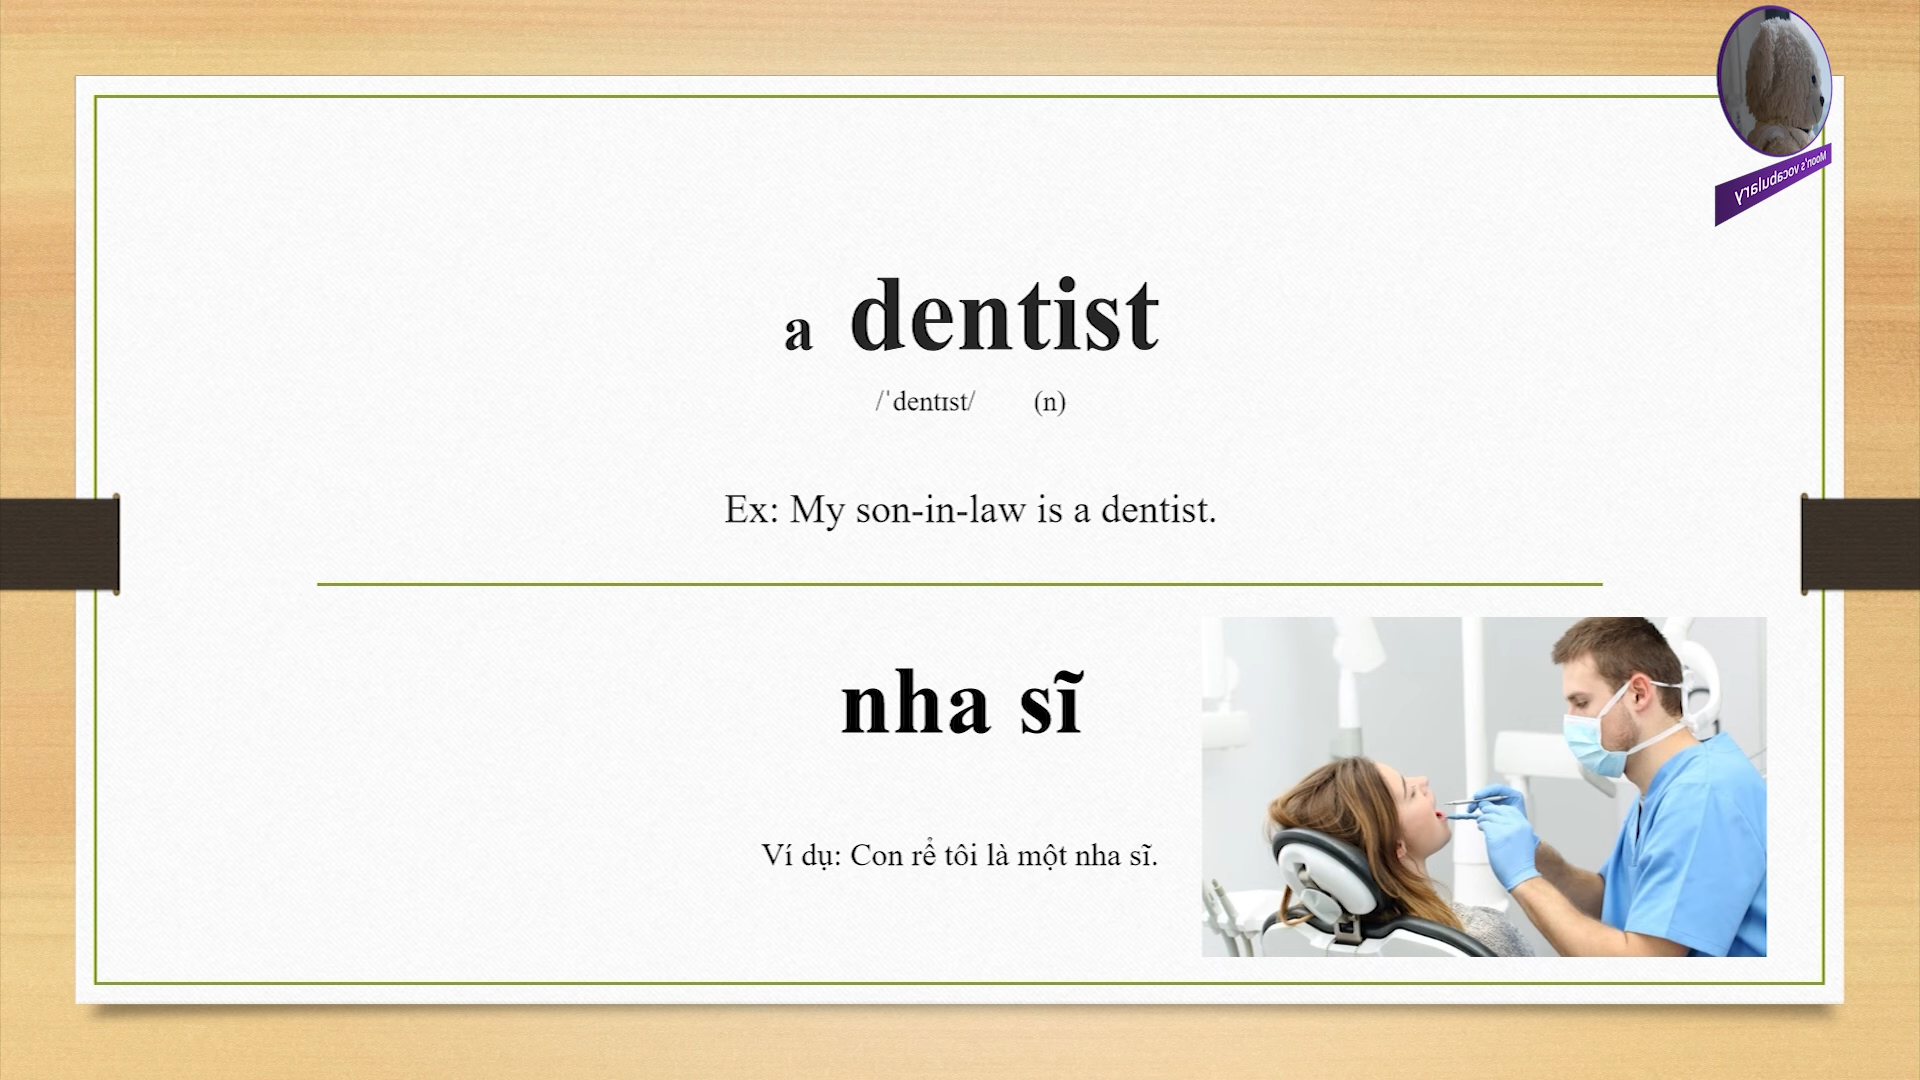 Moon's vocabulary
a dentist
/ˈdentɪst/ (n)
Ex: My son-in-law is a dentist.
nha sĩ
Ví dụ: Con rể tôi là một nha sĩ.